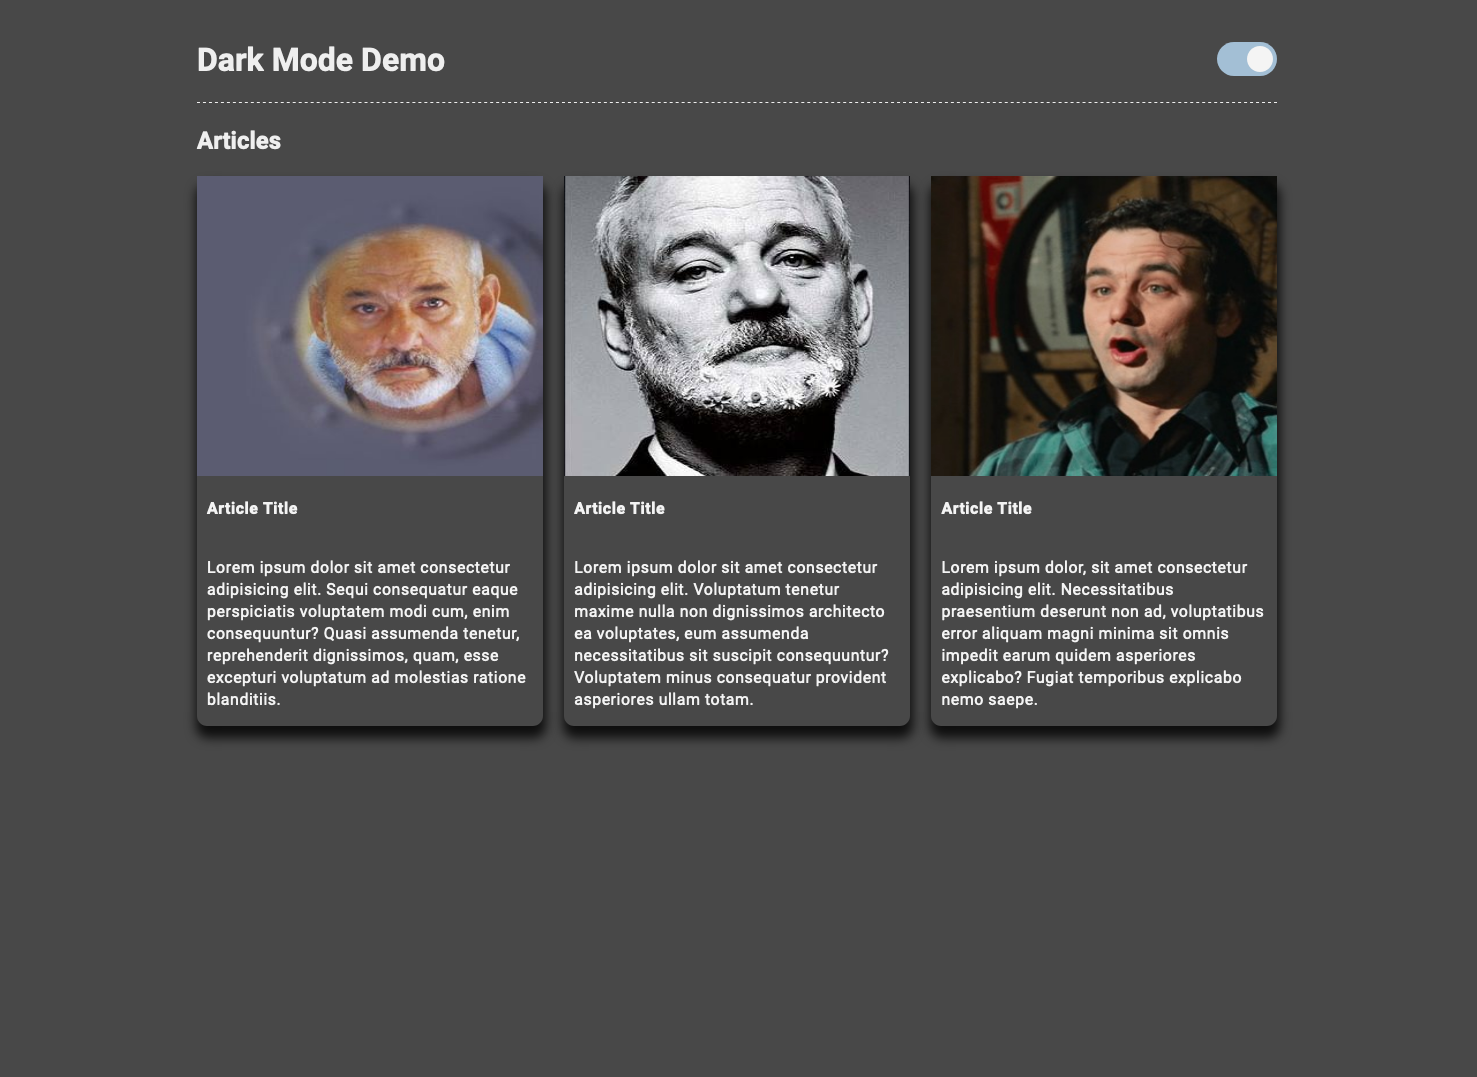 Dark Mode Demo
Articles
Article Title
Lorem ipsum dolor sit amet consectetur
adipisicing elit. Sequi consequatur eaque
perspiciatis voluptatem modi cum, enim
consequuntur? Quasi assumenda tenetur,
reprehenderit dignissimos, quam, esse
excepturi voluptatum ad molestias ratione
blanditiis.
Article Title
Lorem ipsum dolor sit amet consectetur
adipisicing elit. Voluptatum tenetur
maxime nulla non dignissimos architecto
ea voluptates, eum assumenda
necessitatibus sit suscipit consequuntur?
Voluptatem minus consequatur provident
asperiores ullam totam.
Article Title
Lorem ipsum dolor, sit amet consectetur
adipisicing elit. Necessitatibus
praesentium deserunt non ad, voluptatibus
error aliquam magni minima sit omnis
impedit earum quidem asperiores
explicabo? Fugiat temporibus explicabo
nemo saepe.